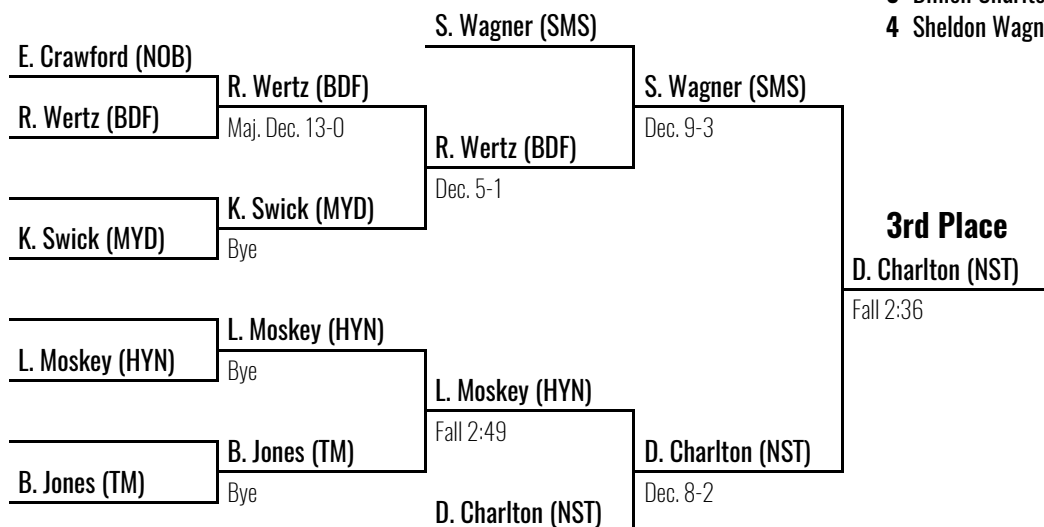 4 Sheldon Wagn
S. Wagner (SMS)
E. Crawford (NOB)
R. Wertz (BDF)
S. Wagner (SMS)
R. Wertz (BDF)
Maj. Dec. 13-0
Dec. 9-3
R. Wertz (BDF)
Dec. 5-1
K. Swick (MYD)
K. Swick (MYD)
Bye
3rd Place
D. Charlton (NST)
Fall 2:36
L. Moskey (HYN)
L. Moskey (HYN)
Bye
L. Moskey (HYN)
Fall 2:49
B. Jones (TM)
D. Charlton (NST)
B. Jones (TM)
Bye
Dec. 8-2
D. Charlton (NST)